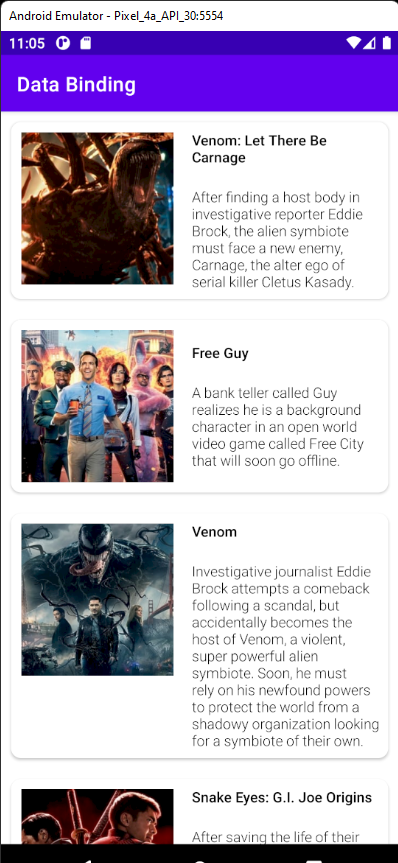 Android Emulator - Pixel_4a_API_30:5554
11:05
Data Binding
Venom: Let There Be
Carnage
After finding a host body in
investigative reporter Eddie
Brock, the alien symbiote
must face a new enemy,
Carnage, the alter ego of
serial killer Cletus Kasady.
Free Guy
A bank teller called Guy
realizes he is a background
character in an open world
video game called Free City
that will soon go offline.
Venom
Investigative journalist Eddie
Brock attempts a comeback
following a scandal, but
accidentally becomes the
host of Venom, a violent,
super powerful alien
symbiote. Soon, he must
rely on his newfound powers
to protect the world from a
shadowy organization looking
for a symbiote of their own.
Snake Eyes: G.I. Joe Origins
After saving the life of their